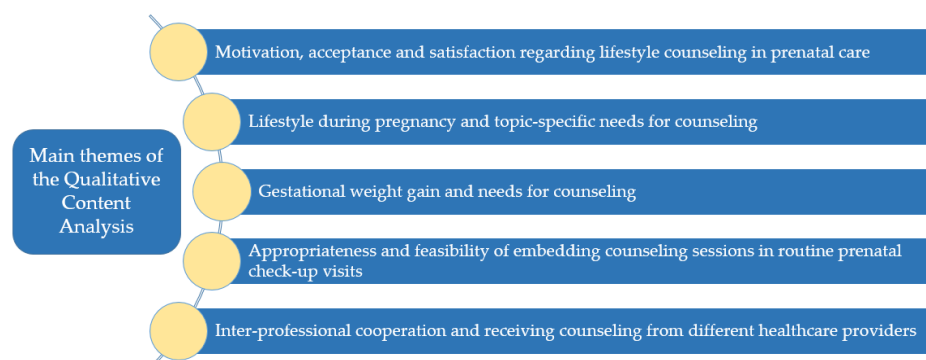 Motivation, acceptance and satisfaction regarding lifestyle counseling in prenatal care
Lifestyle during pregnancy and topic-specific needs for counseling
Main themes of
the Qualitative
Content
Analysis
Gestational weight gain and needs for counseling
Appropriateness and feasibility of embedding counseling sessions in routine prenatal
check-up visits
Inter-professional cooperation and receiving counseling from different healthcare providers